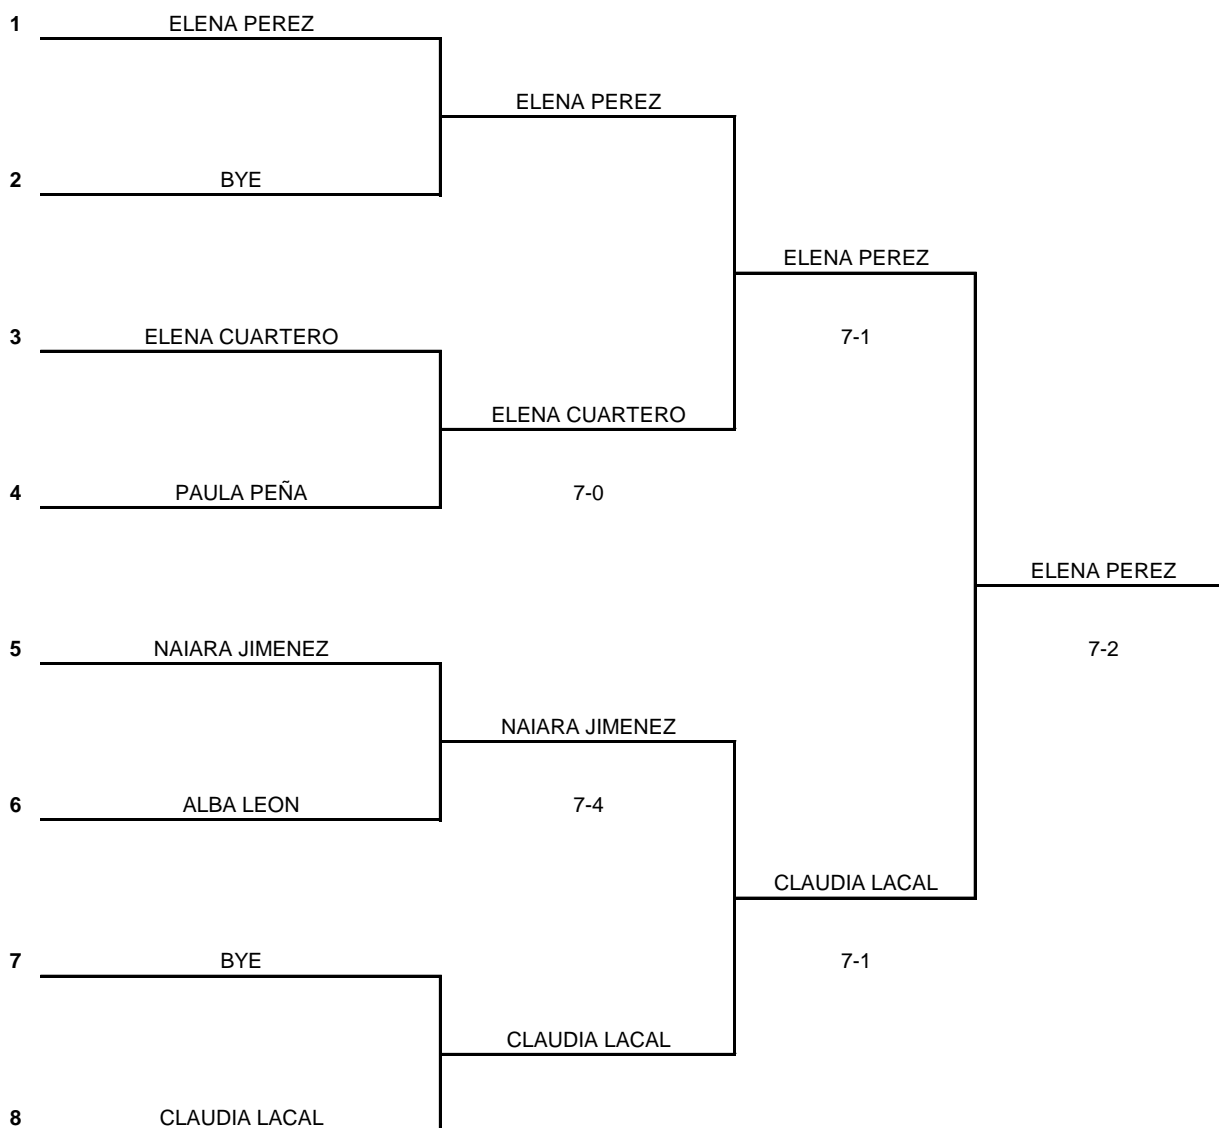 1 ELENA PEREZ
ELENA PEREZ
2 BYE
ELENA PEREZ
3 ELENA CUARTERO 7-1
ELENA CUARTERO
4 PAULA PEÑA 7-0
ELENA PEREZ
5 NAIARA JIMENEZ 7-2
NAIARA JIMENEZ
6 ALBA LEON 7-4
CLAUDIA LACAL
7 BYE 7-1
CLAUDIA LACAL
8 CLAUDIA LACAL